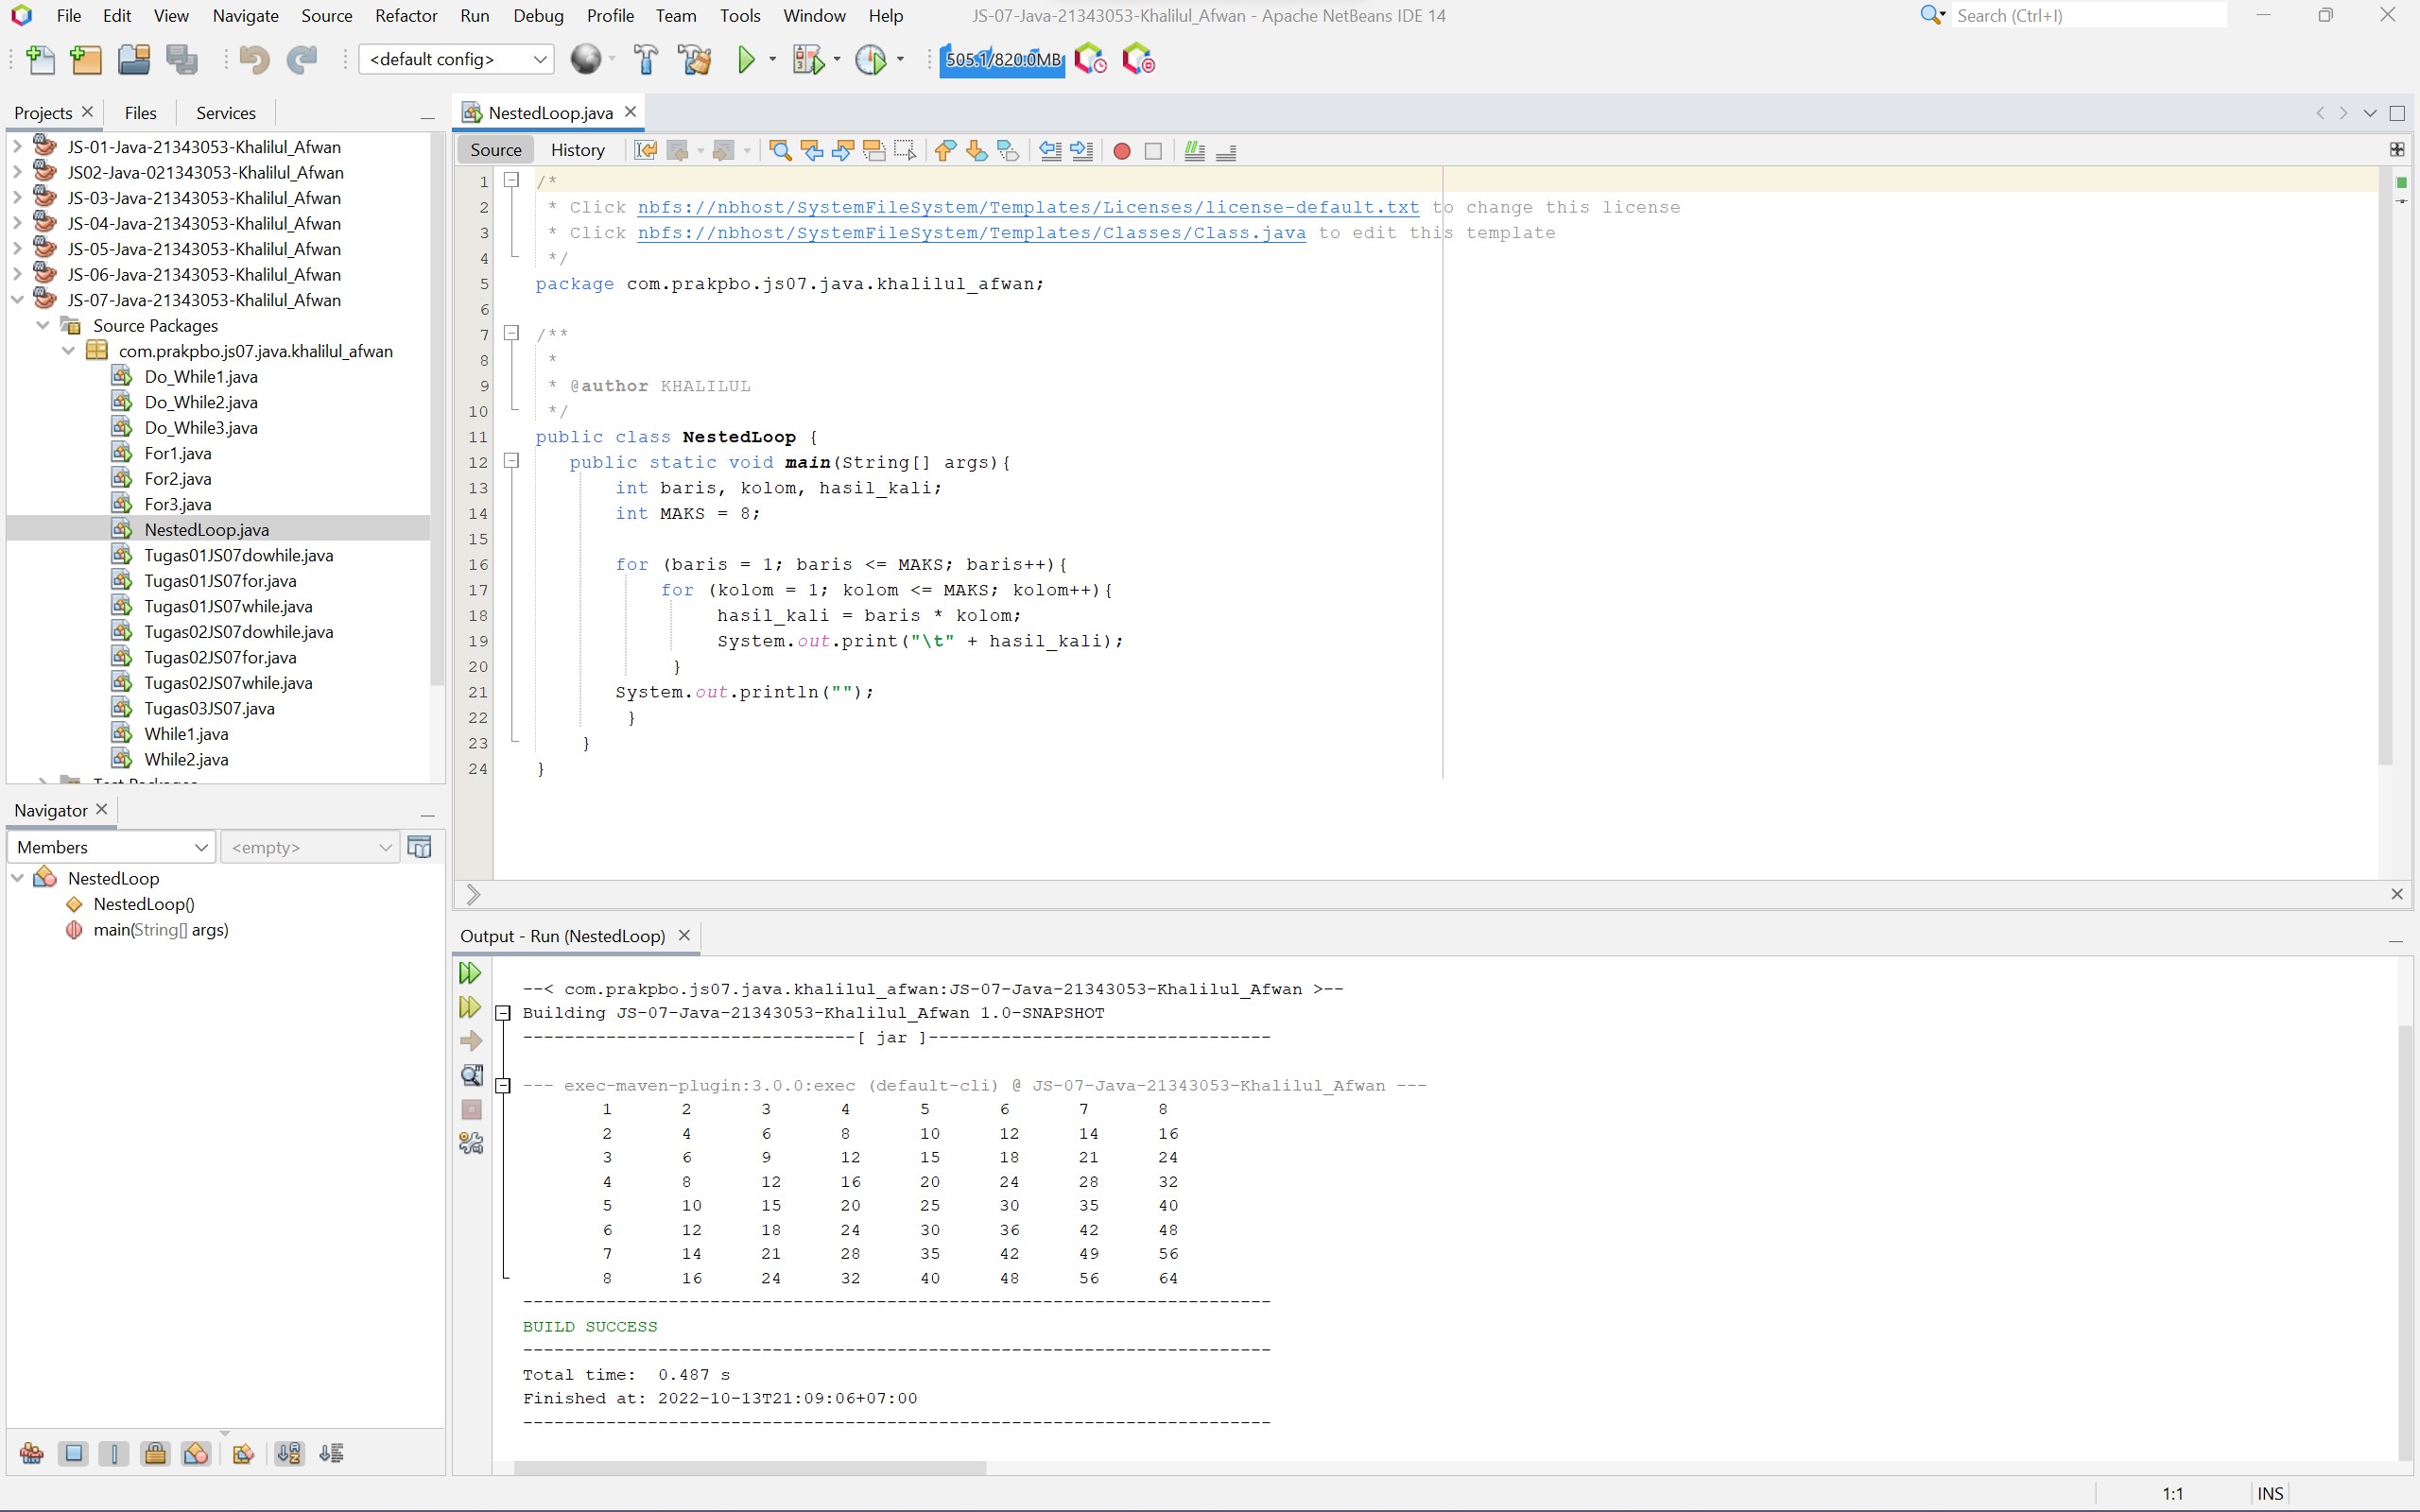 File Edit View Navigate Source Refactor Run Debug Profile Team Tools Window Help JS-07-Java-21343053-Khalilul_Afwan - Apache NetBeans IDE 14 Search (Ctrl+I)
<default config> 505.1/820.0MB
Projects Files Services
JS-01-Java-21343053-Khalilul_Afwan
JS02-Java-021343053-Khalilul_Afwan
JS-03-Java-21343053-Khalilul_Afwan
JS-04-Java-21343053-Khalilul_Afwan
JS-05-Java-21343053-Khalilul_Afwan
JS-06-Java-21343053-Khalilul_Afwan
JS-07-Java-21343053-Khalilul_Afwan
Source Packages
com.prakpbo.js07.java.khalilul_afwan
Do_While1.java
Do_While2.java
Do_While3.java
For1.java
For2.java
For3.java
NestedLoop.java
Tugas01JS07dowhile.java
Tugas01JS07for.java
Tugas01JS07while.java
Tugas02JS07dowhile.java
Tugas02JS07for.java
Tugas02JS07while.java
Tugas03JS07.java
While1.java
While2.java
Test Packages
Navigator
Members <empty>
NestedLoop
NestedLoop()
main(String[] args)
NestedLoop.java
Source History
1 /*
2 * Click nbfs://nbhost/SystemFileSystem/Templates/Licenses/license-default.txt to change this license
3 * Click nbfs://nbhost/SystemFileSystem/Templates/Classes/Class.java to edit this template
4 */
5 package com.prakpbo.js07.java.khalilul_afwan;
6
7 /**
8 *
9 * @author KHALILUL
10 */
11 public class NestedLoop {
12 public static void main(String[] args){
13 int baris, kolom, hasil_kali;
14 int MAKS = 8;
15
16 for (baris = 1; baris <= MAKS; baris++){
17 for (kolom = 1; kolom <= MAKS; kolom++){
18 hasil_kali = baris * kolom;
19 System.out.print("\t" + hasil_kali);
20 }
21 System.out.println("");
22 }
23 }
24 }
Output - Run (NestedLoop)
--< com.prakpbo.js07.java.khalilul_afwan:JS-07-Java-21343053-Khalilul_Afwan >--
Building JS-07-Java-21343053-Khalilul_Afwan 1.0-SNAPSHOT
--------------------------------[ jar ]---------------------------------
--- exec-maven-plugin:3.0.0:exec (default-cli) @ JS-07-Java-21343053-Khalilul_Afwan ---
1 2 3 4 5 6 7 8
2 4 6 8 10 12 14 16
3 6 9 12 15 18 21 24
4 8 12 16 20 24 28 32
5 10 15 20 25 30 35 40
6 12 18 24 30 36 42 48
7 14 21 28 35 42 49 56
8 16 24 32 40 48 56 64
------------------------------------------------------------------------
BUILD SUCCESS
------------------------------------------------------------------------
Total time: 0.487 s
Finished at: 2022-10-13T21:09:06+07:00
------------------------------------------------------------------------
1:1 INS